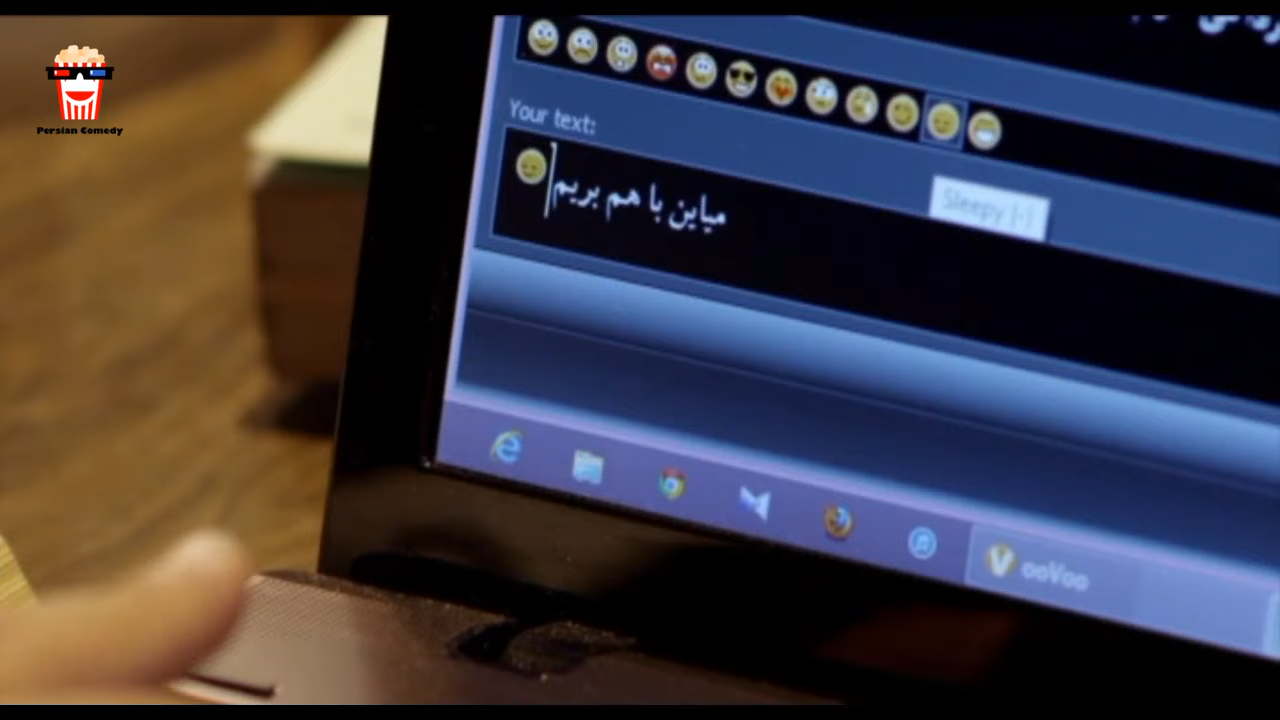 Persian Comedy
Your text:
میاین با هم بریم
Sleepy |-)
ooVoo